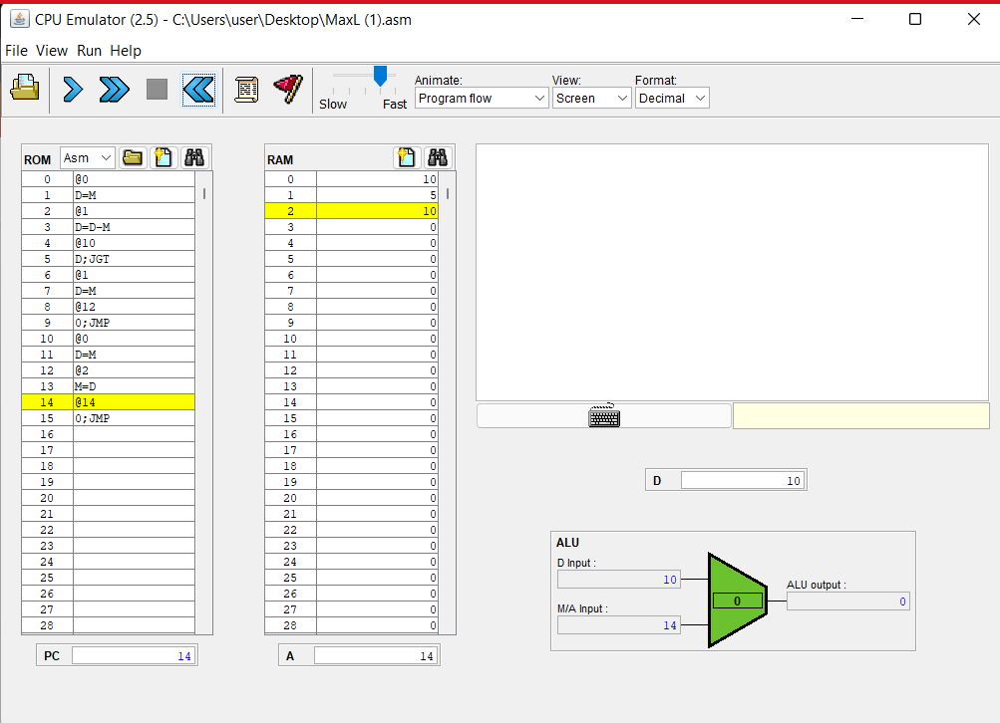 CPU Emulator (2.5) - C:\Users\user\Desktop\MaxL (1).asm
File View Run Help
Slow Fast
Animate: View: Format:
Program flow Screen Decimal
ROM Asm
0 @0
1 D=M
2 @1
3 D=D-M
4 @10
5 D;JGT
6 @1
7 D=M
8 @12
9 0;JMP
10 @0
11 D=M
12 @2
13 M=D
14 @14
15 0;JMP
16
17
18
19
20
21
22
23
24
25
26
27
28
PC 14
RAM
0 10
1 5
2 10
3 0
4 0
5 0
6 0
7 0
8 0
9 0
10 0
11 0
12 0
13 0
14 0
15 0
16 0
17 0
18 0
19 0
20 0
21 0
22 0
23 0
24 0
25 0
26 0
27 0
28 0
A 14
D 10
ALU
D Input :
10
M/A Input :
14
0
ALU output :
0